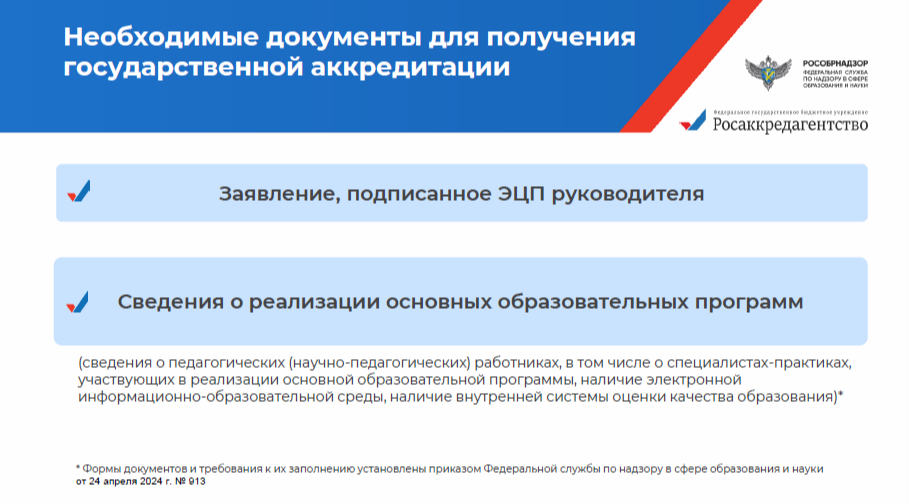 Необходимые документы для получения
государственной аккредитации
РОСОБРНАДЗОР
ФЕДЕРАЛЬНАЯ СЛУЖБА
ПО НАДЗОРУ В СФЕРЕ
ОБРАЗОВАНИЯ И НАУКИ
Федеральное государственное бюджетное учреждение
Росаккредагентство
Заявление, подписанное ЭЦП руководителя
Сведения о реализации основных образовательных программ
(сведения о педагогических (научно-педагогических) работниках, в том числе о специалистах-практиках,
участвующих в реализации основной образовательной программы, наличие электронной
информационно-образовательной среды, наличие внутренней системы оценки качества образования)*
* Формы документов и требования к их заполнению установлены приказом Федеральной службы по надзору в сфере образования и науки
от 24 апреля 2024 г. № 913